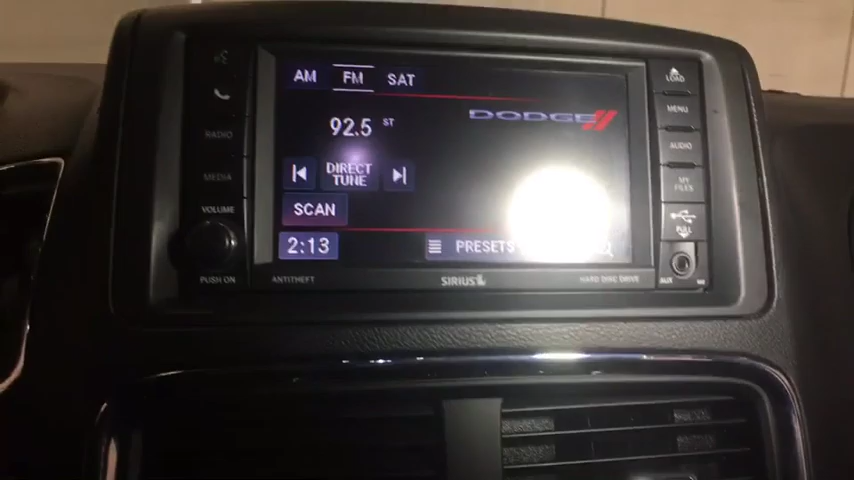 AM FM SAT
DODGE
92.5 ST
DIRECT
TUNE
SCAN
2:13
PRESETS
RADIO
MEDIA
VOLUME
PUSH ON
ANTITHEFT
SIRIUS
HARD DISC DRIVE
LOAD
MENU
AUDIO
MY
FILES
PULL
AUX